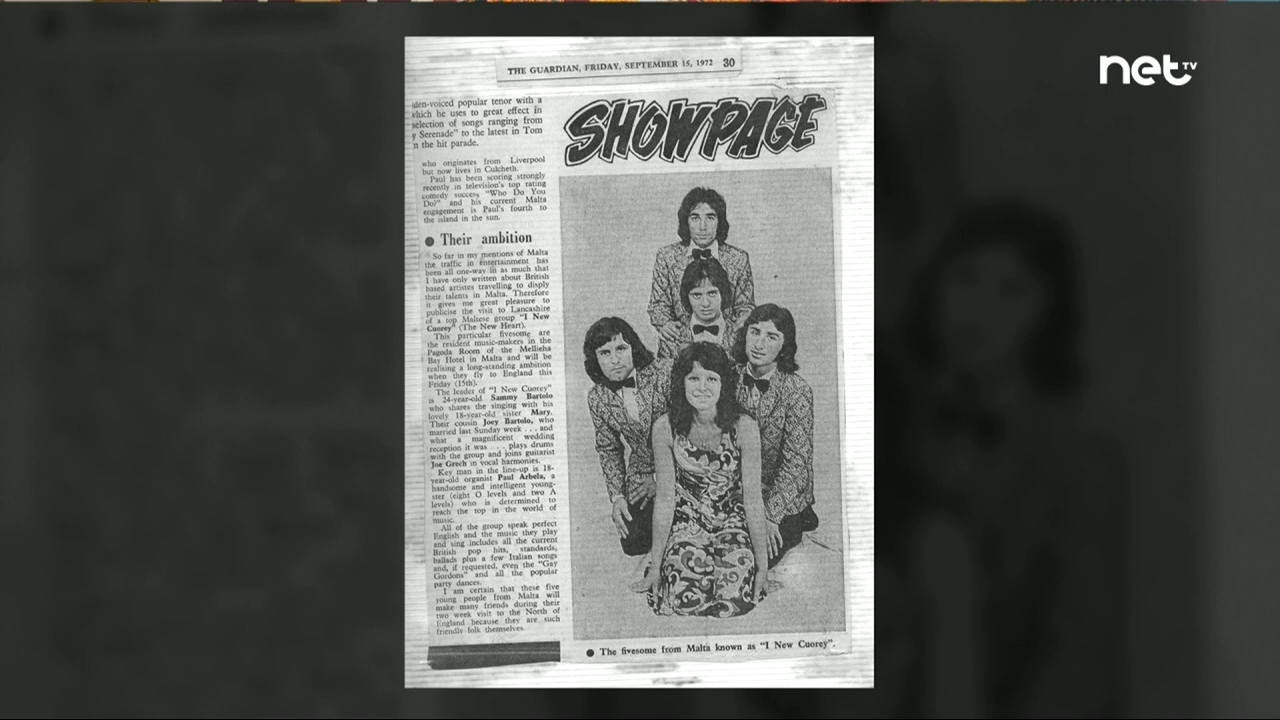 net TV
THE GUARDIAN, FRIDAY, SEPTEMBER 15, 1972 30
den-voiced popular tenor with a
which he uses to great effect in
selection of songs ranging from
y Serenade" to the latest in Tom
n the hit parade.
who originates from Liverpool
but now lives in Culcheth.
Paul has been scoring strongly
recently in television's top rating
comedy success, "Who Do You
Do?" and his current Malta
engagement is Paul's fourth to
the island in the sun.
● Their ambition
So far in my mentions of Malta
the traffic in entertainment has
been all one-way in as much that
I have only written about British
based artistes travelling to disply
their talents in Malta. Therefore
it gives me great pleasure to
publicise the visit to Lancashire
of a top Maltese group "I New
Cuorey" (The New Heart).
This particular fivesome are
the resident music-makers in the
Pagoda Room of the Mellieha
Bay Hotel in Malta and will be
realising a long-standing ambition
when they fly to England this
Friday (15th).
The leader of "I New Cuorey"
is 24-year-old Sammy Bartolo
who shares the singing with his
lovely 18-year-old sister Mary.
Their cousin Joey Bartolo, who
married last Sunday week . . . and
what a magnificent wedding
reception it was . . . plays drums
with the group and joins guitarist
Joe Grech in vocal harmonies.
Key man in the line-up is 18-
year-old organist Paul Arbela, a
handsome and intelligent young-
ster (eight O levels and two A
levels) who is determined to
reach the top in the world of
music.
All of the group speak perfect
English and the music they play
and sing includes all the current
British pop hits, standards,
ballads plus a few Italian songs
and, if requested, even the "Gay
Gordons" and all the popular
party dances.
I am certain that these five
young people from Malta will
make many friends during their
two week visit to the North of
England because they are such
friendly folk themselves.
SHOWPAGE
● The fivesome from Malta known as "I New Cuorey".